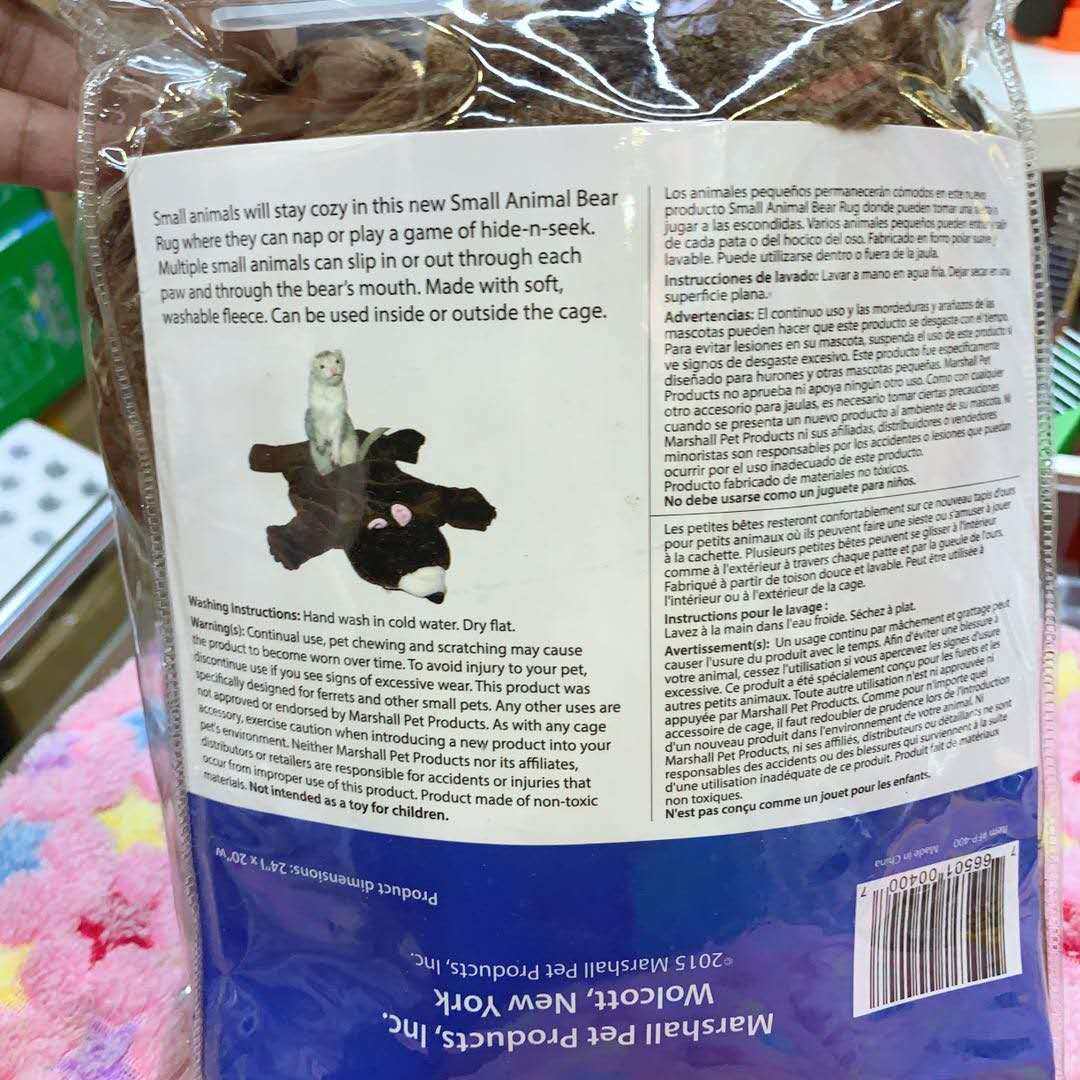 Small animals will stay cozy in this new Small Animal Bear
Rug where they can nap or play a game of hide-n-seek.
Multiple small animals can slip in or out through each
paw and through the bear's mouth. Made with soft,
washable fleece. Can be used inside or outside the cage.
Washing Instructions: Hand wash in cold water. Dry flat.
Warning(s): Continual use, pet chewing and scratching may cause
the product to become worn over time. To avoid injury to your pet,
discontinue use if you see signs of excessive wear. This product was
specifically designed for ferrets and other small pets. Any other uses are
not approved or endorsed by Marshall Pet Products. As with any cage
accessory, exercise caution when introducing a new product into your
pet's environment. Neither Marshall Pet Products nor its affiliates,
distributors or retailers are responsible for accidents or injuries that
occur from improper use of this product. Product made of non-toxic
materials. Not intended as a toy for children.
Los animales pequeños permanecerán cómodos en este nuevo
producto Small Animal Bear Rug donde pueden tomar una
jugar a las escondidas. Varios animales pequeños pueden
de cada pata o del hocico del oso. Fabricado en forro polar suave y
lavable. Puede utilizarse dentro o fuera de la jaula.
Instrucciones de lavado: Lavar a mano en agua fría. Dejar secar en una
superficie plana.
Advertencias: El continuo uso y las mordeduras y arañazos de las
mascotas pueden hacer que este producto se desgaste con el tiempo.
Para evitar lesiones en su mascota, suspenda el uso de este producto si
ve signos de desgaste excesivo. Este producto fue específicamente
diseñado para hurones y otras mascotas pequeñas. Marshall Pet
Products no aprueba ni apoya ningún otro uso. Como con cualquier
otro accesorio para jaulas, es necesario tomar ciertas precauciones
cuando se presenta un nuevo producto al ambiente de su mascota. Ni
Marshall Pet Products ni sus afiliadas, distribuidores o vendedores
minoristas son responsables por los accidentes o lesiones que puedan
ocurrir por el uso inadecuado de este producto.
Producto fabricado de materiales no tóxicos.
No debe usarse como un juguete para niños.
Les petites bêtes resteront confortablement sur ce nouveau tapis d'ours
pour petits animaux où ils peuvent faire une sieste ou s'amuser à jouer
à la cachette. Plusieurs petites bêtes peuvent se glisser à l'intérieur
comme à l'extérieur à travers chaque patte et par la gueule de l'ours.
Fabriqué à partir de toison douce et lavable. Peut être utilisée à
l'intérieur ou à l'extérieur de la cage.
Instructions pour le lavage :
Lavez à la main dans l'eau froide. Séchez à plat.
Avertissement(s): Un usage continu par mâchement et grattage peut
causer l'usure du produit avec le temps. Afin d'éviter une blessure à
votre animal, cessez l'utilisation si vous apercevez les signes d'usure
excessive. Ce produit a été spécialement conçu pour les furets et les
autres petits animaux. Toute autre utilisation n'est ni approuvée ni
appuyée par Marshall Pet Products. Comme pour n'importe quel
accessoire de cage, il faut redoubler de prudence lors de l'introduction
d'un nouveau produit dans l'environnement de votre animal. Ni
Marshall Pet Products, ni ses affiliés, distributeurs ou détaillants ne sont
responsables des accidents ou des blessures qui surviennent à la suite
d'une utilisation inadéquate de ce produit. Produit fait de matériaux
non toxiques.
N'est pas conçu comme un jouet pour les enfants.
Marshall Pet Products, Inc.
Wolcott, New York
©2015 Marshall Pet Products, Inc.
Product dimensions: 24"l x 20"w
Item #FP-400 Made in China
7 66501 00400 7